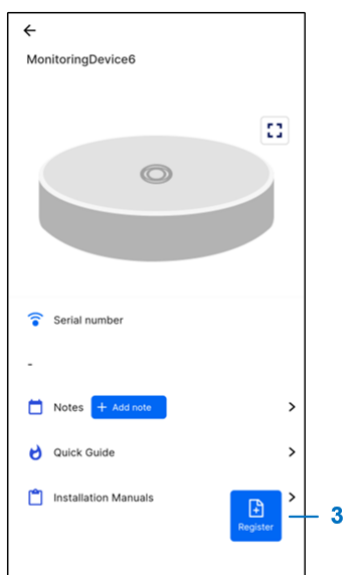 MonitoringDevice6
Serial number
-
Notes + Add note
Quick Guide
Installation Manuals
Register
3